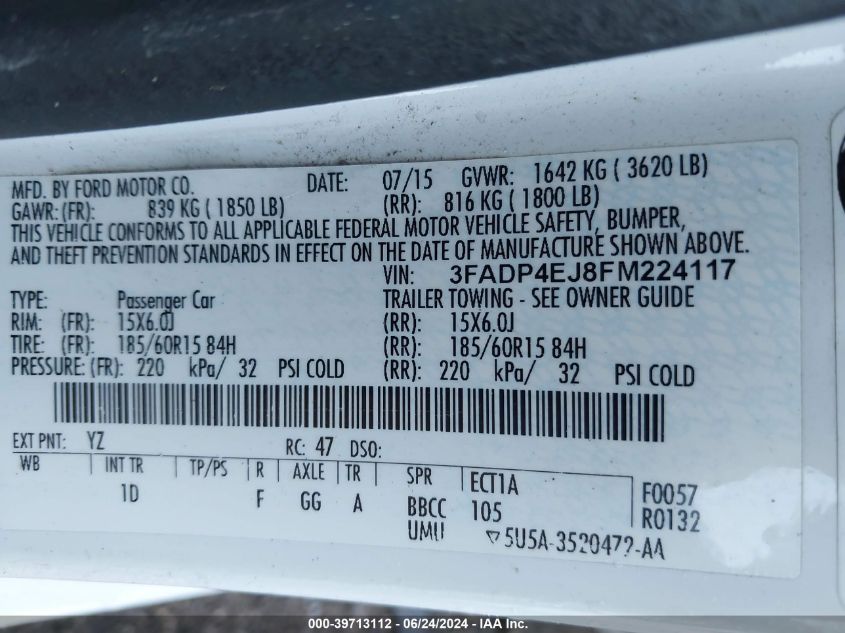 MFD. BY FORD MOTOR CO. DATE: 07/15 GVWR: 1642 KG ( 3620 LB)
GAWR: (FR): 839 KG ( 1850 LB) (RR): 816 KG ( 1800 LB)
THIS VEHICLE CONFORMS TO ALL APPLICABLE FEDERAL MOTOR VEHICLE SAFETY, BUMPER,
AND THEFT PREVENTION STANDARDS IN EFFECT ON THE DATE OF MANUFACTURE SHOWN ABOVE.
VIN: 3FADP4EJ8FM224117
TYPE: Passenger Car TRAILER TOWING - SEE OWNER GUIDE
RIM: (FR): 15X6.0J (RR): 15X6.0J
TIRE: (FR): 185/60R15 84H (RR): 185/60R15 84H
PRESSURE: (FR): 220 kPa/ 32 PSI COLD (RR): 220 kPa/ 32 PSI COLD
EXT PNT: YZ RC: 47 DSO:
WB INT TR TP/PS R AXLE TR SPR ECT1A F0057
1D F GG A BBCC 105 R0132
UMU 5U5A-3520472-AA
000-39713112 - 06/24/2024 - IAA Inc.